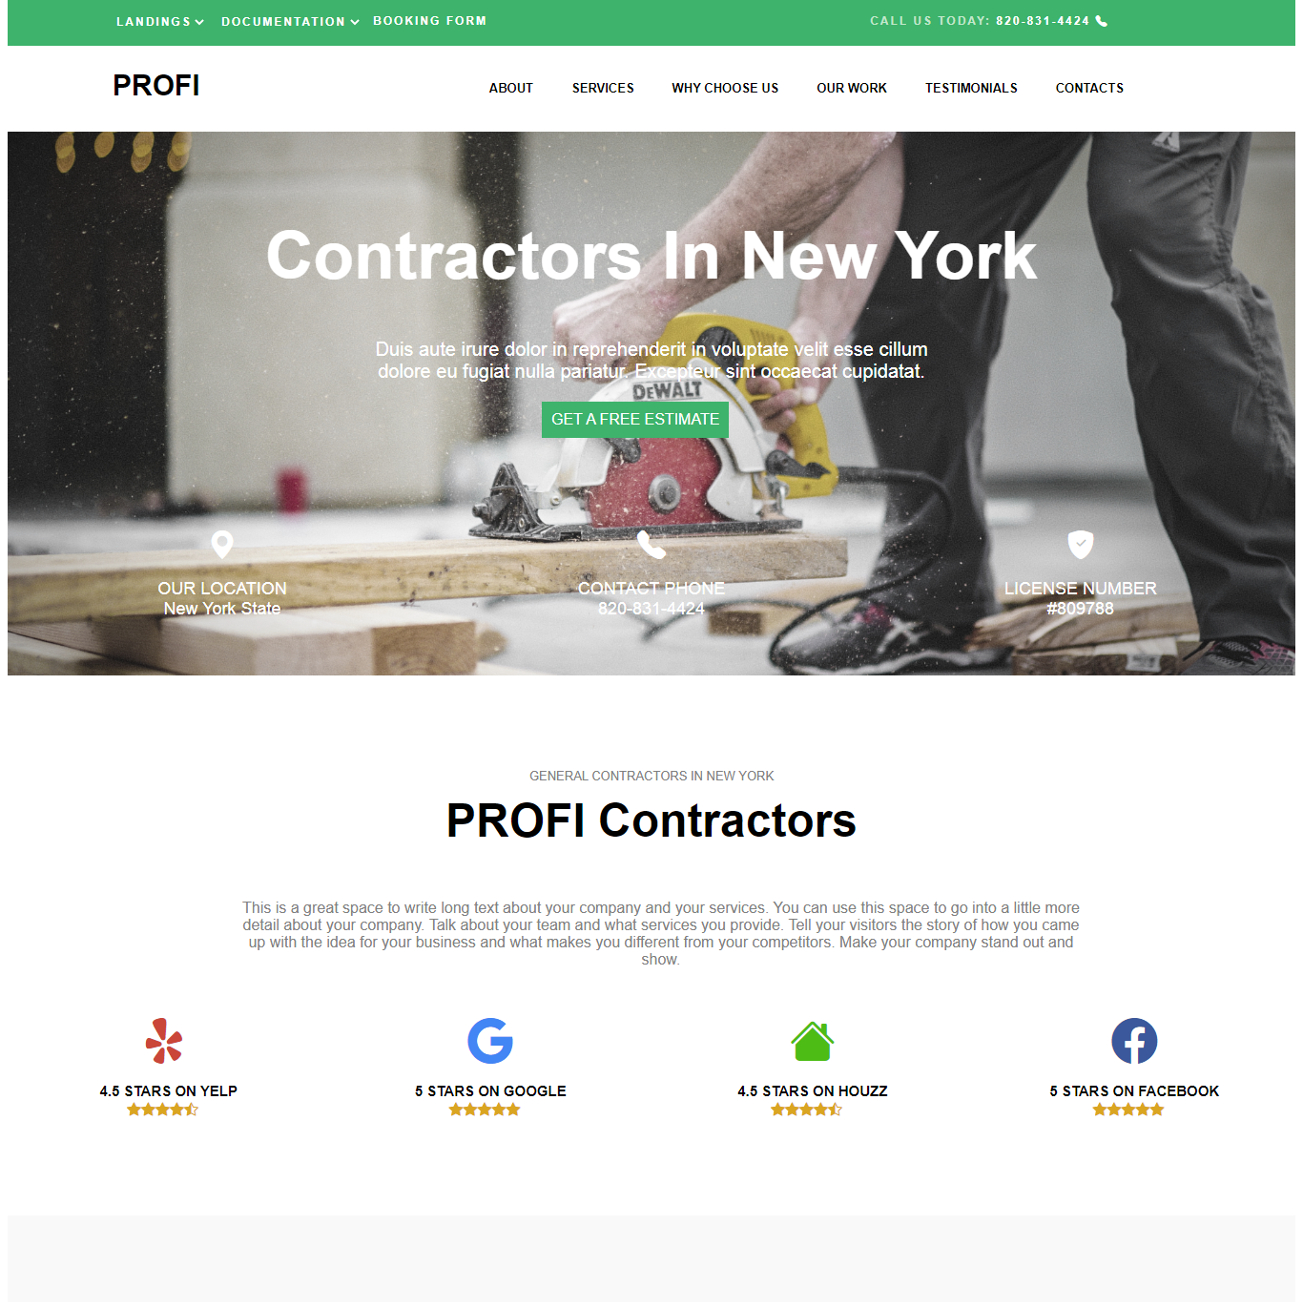 LANDINGS DOCUMENTATION BOOKING FORM CALL US TODAY: 820-831-4424
PROFI ABOUT SERVICES WHY CHOOSE US OUR WORK TESTIMONIALS CONTACTS
Contractors In New York
Duis aute irure dolor in reprehenderit in voluptate velit esse cillum
dolore eu fugiat nulla pariatur. Excepteur sint occaecat cupidatat.
DEWALT
GET A FREE ESTIMATE
OUR LOCATION
New York State
CONTACT PHONE
820-831-4424
LICENSE NUMBER
#809788
GENERAL CONTRACTORS IN NEW YORK
PROFI Contractors
This is a great space to write long text about your company and your services. You can use this space to go into a little more
detail about your company. Talk about your team and what services you provide. Tell your visitors the story of how you came
up with the idea for your business and what makes you different from your competitors. Make your company stand out and
show.
4.5 STARS ON YELP
5 STARS ON GOOGLE
4.5 STARS ON HOUZZ
5 STARS ON FACEBOOK